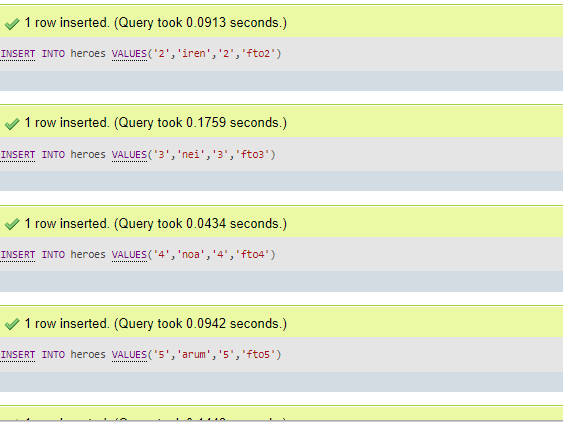 1 row inserted. (Query took 0.0913 seconds.)
INSERT INTO heroes VALUES('2','iren','2','fto2')
1 row inserted. (Query took 0.1759 seconds.)
INSERT INTO heroes VALUES('3','nei','3','fto3')
1 row inserted. (Query took 0.0434 seconds.)
INSERT INTO heroes VALUES('4','noa','4','fto4')
1 row inserted. (Query took 0.0942 seconds.)
INSERT INTO heroes VALUES('5','arum','5','fto5')